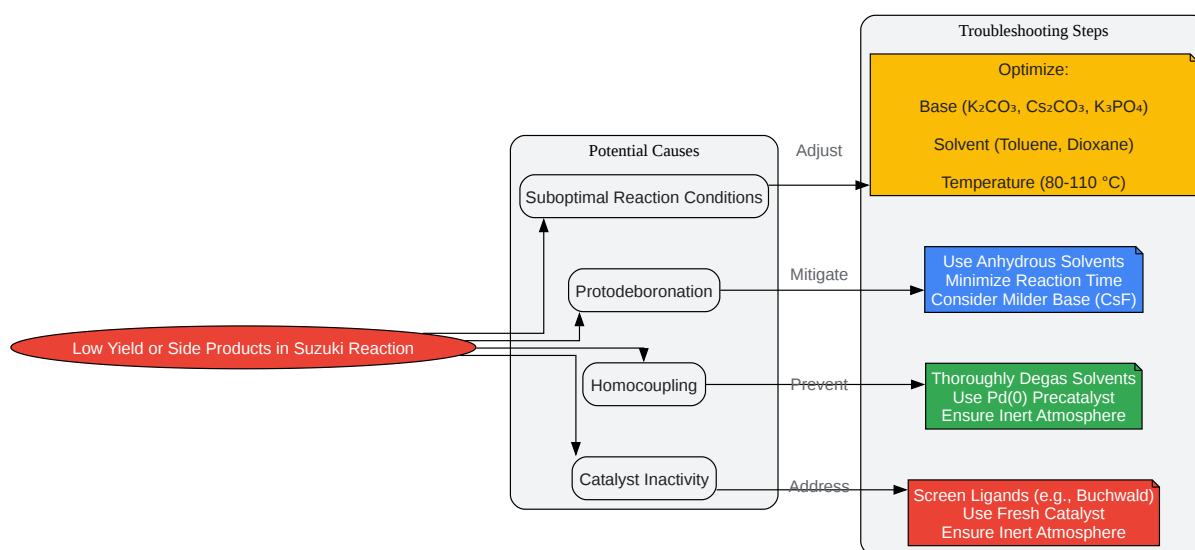 Low Yield or Side Products in Suzuki Reaction
Potential Causes
Suboptimal Reaction Conditions
Protodeboronation
Homocoupling
Catalyst Inactivity
Adjust
Mitigate
Prevent
Address
Troubleshooting Steps
Optimize:
Base (K₂CO₃, Cs₂CO₃, K₃PO₄)
Solvent (Toluene, Dioxane)
Temperature (80-110 °C)
Use Anhydrous Solvents
Minimize Reaction Time
Consider Milder Base (CsF)
Thoroughly Degas Solvents
Use Pd(0) Precatalyst
Ensure Inert Atmosphere
Screen Ligands (e.g., Buchwald)
Use Fresh Catalyst
Ensure Inert Atmosphere